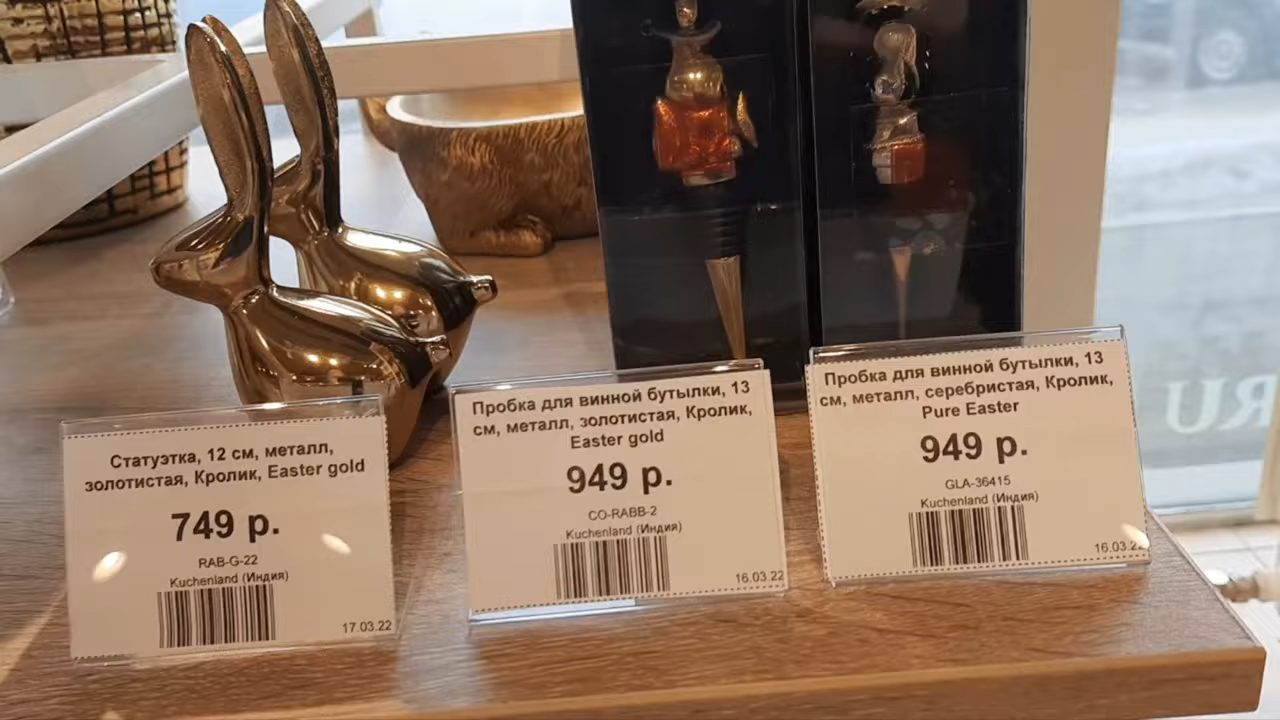 Статуэтка, 12 см, металл,
золотистая, Кролик, Easter gold
749 р.
RAB-G-22
Kuchenland (Индия)
17.03.22
Пробка для винной бутылки, 13
см, металл, золотистая, Кролик,
Easter gold
949 р.
CO-RABB-2
Kuchenland (Индия)
16.03.22
Пробка для винной бутылки, 13
см, металл, серебристая, Кролик,
Pure Easter
949 р.
GLA-36415
Kuchenland (Индия)
16.03.22
RU